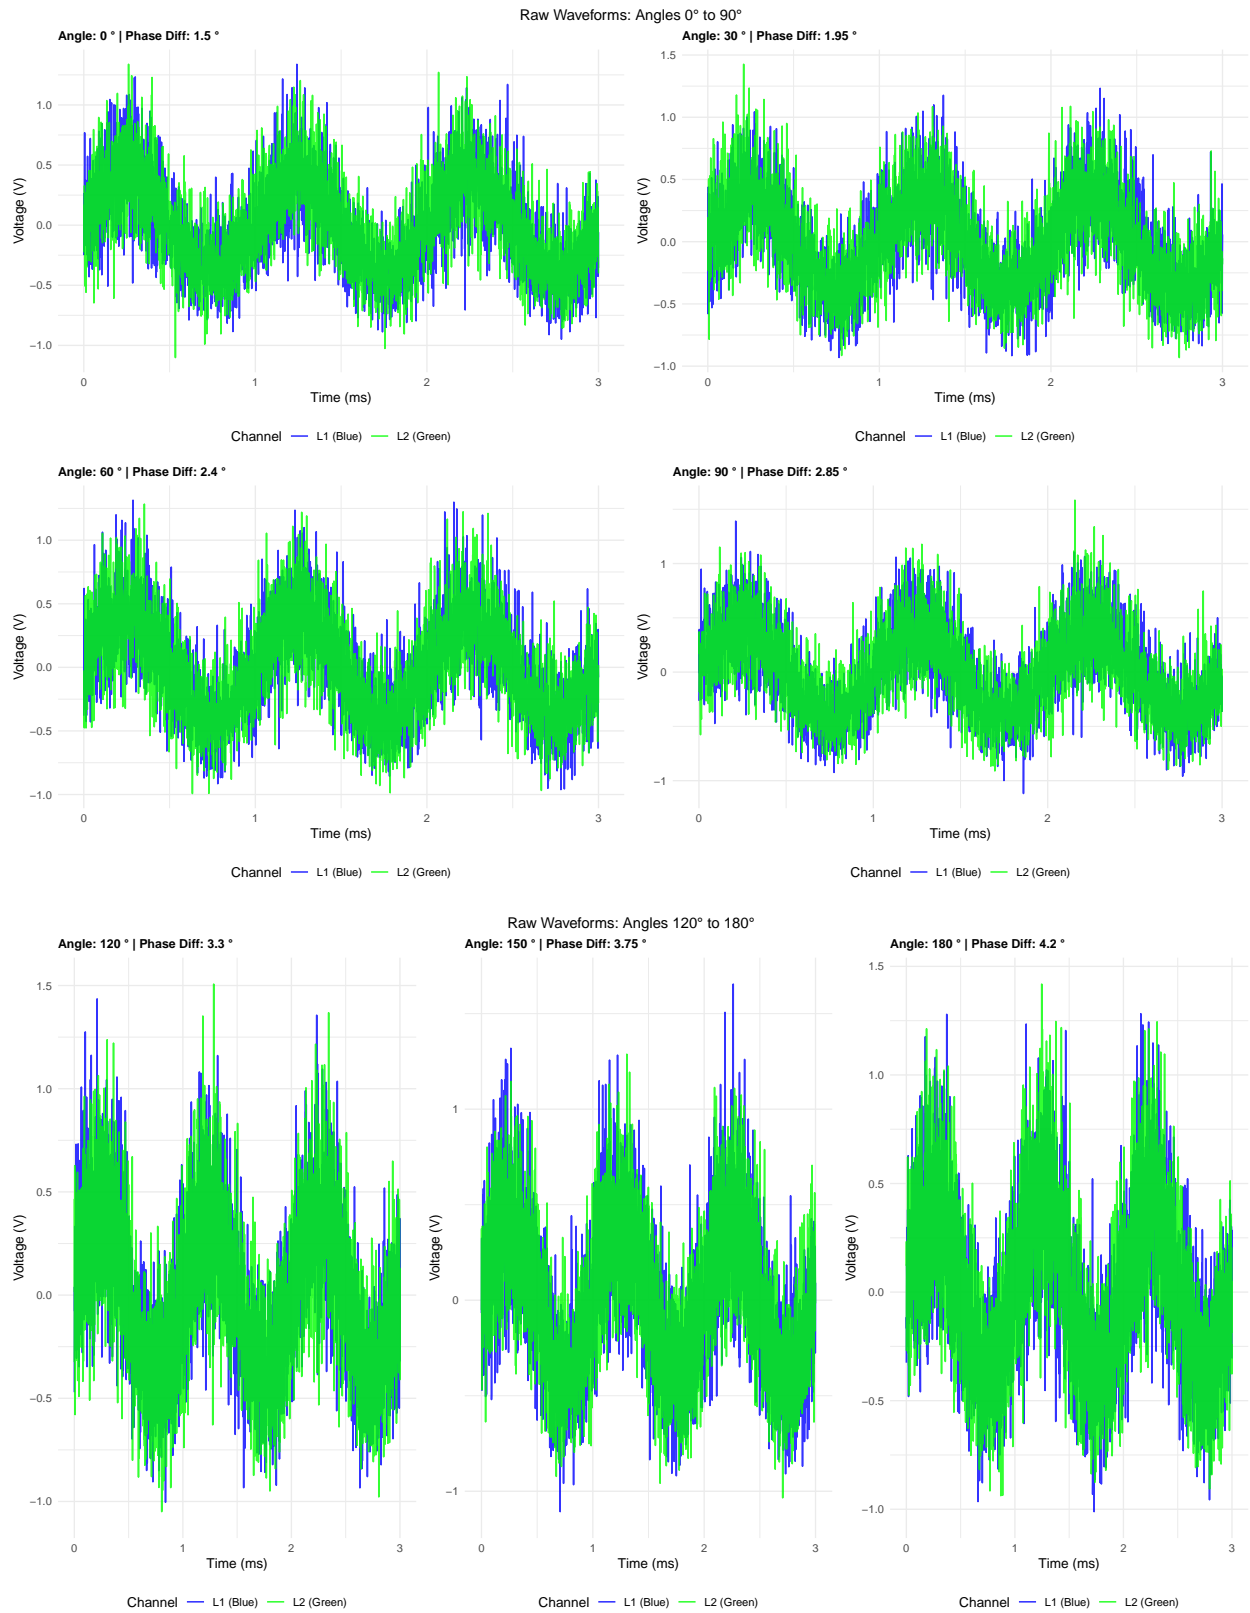 Raw Waveforms: Angles 0° to 90°
Angle: 0 ° | Phase Diff: 1.5 °
Voltage (V)
1.0
0.5
0.0
−0.5
−1.0
0 1 2 3
Time (ms)
Channel L1 (Blue) L2 (Green)
Angle: 30 ° | Phase Diff: 1.95 °
Voltage (V)
1.5
1.0
0.5
0.0
−0.5
−1.0
0 1 2 3
Time (ms)
Channel L1 (Blue) L2 (Green)
Angle: 60 ° | Phase Diff: 2.4 °
Voltage (V)
1.0
0.5
0.0
−0.5
−1.0
0 1 2 3
Time (ms)
Channel L1 (Blue) L2 (Green)
Angle: 90 ° | Phase Diff: 2.85 °
Voltage (V)
1
0
−1
0 1 2 3
Time (ms)
Channel L1 (Blue) L2 (Green)
Raw Waveforms: Angles 120° to 180°
Angle: 120 ° | Phase Diff: 3.3 °
Voltage (V)
1.5
1.0
0.5
0.0
−0.5
−1.0
0 1 2 3
Time (ms)
Channel L1 (Blue) L2 (Green)
Angle: 150 ° | Phase Diff: 3.75 °
Voltage (V)
1
0
−1
0 1 2 3
Time (ms)
Channel L1 (Blue) L2 (Green)
Angle: 180 ° | Phase Diff: 4.2 °
Voltage (V)
1.5
1.0
0.5
0.0
−0.5
−1.0
0 1 2 3
Time (ms)
Channel L1 (Blue) L2 (Green)